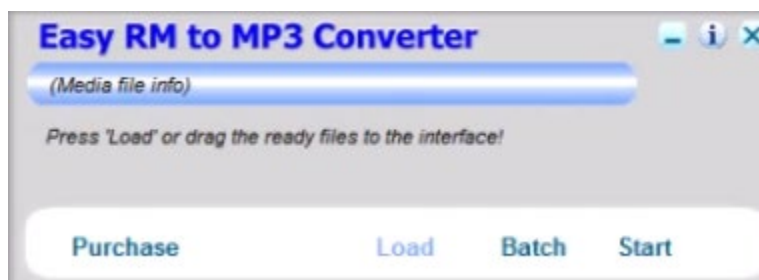 Easy RM to MP3 Converter
(Media file info)
Press 'Load' or drag the ready files to the interface!
Purchase Load Batch Start